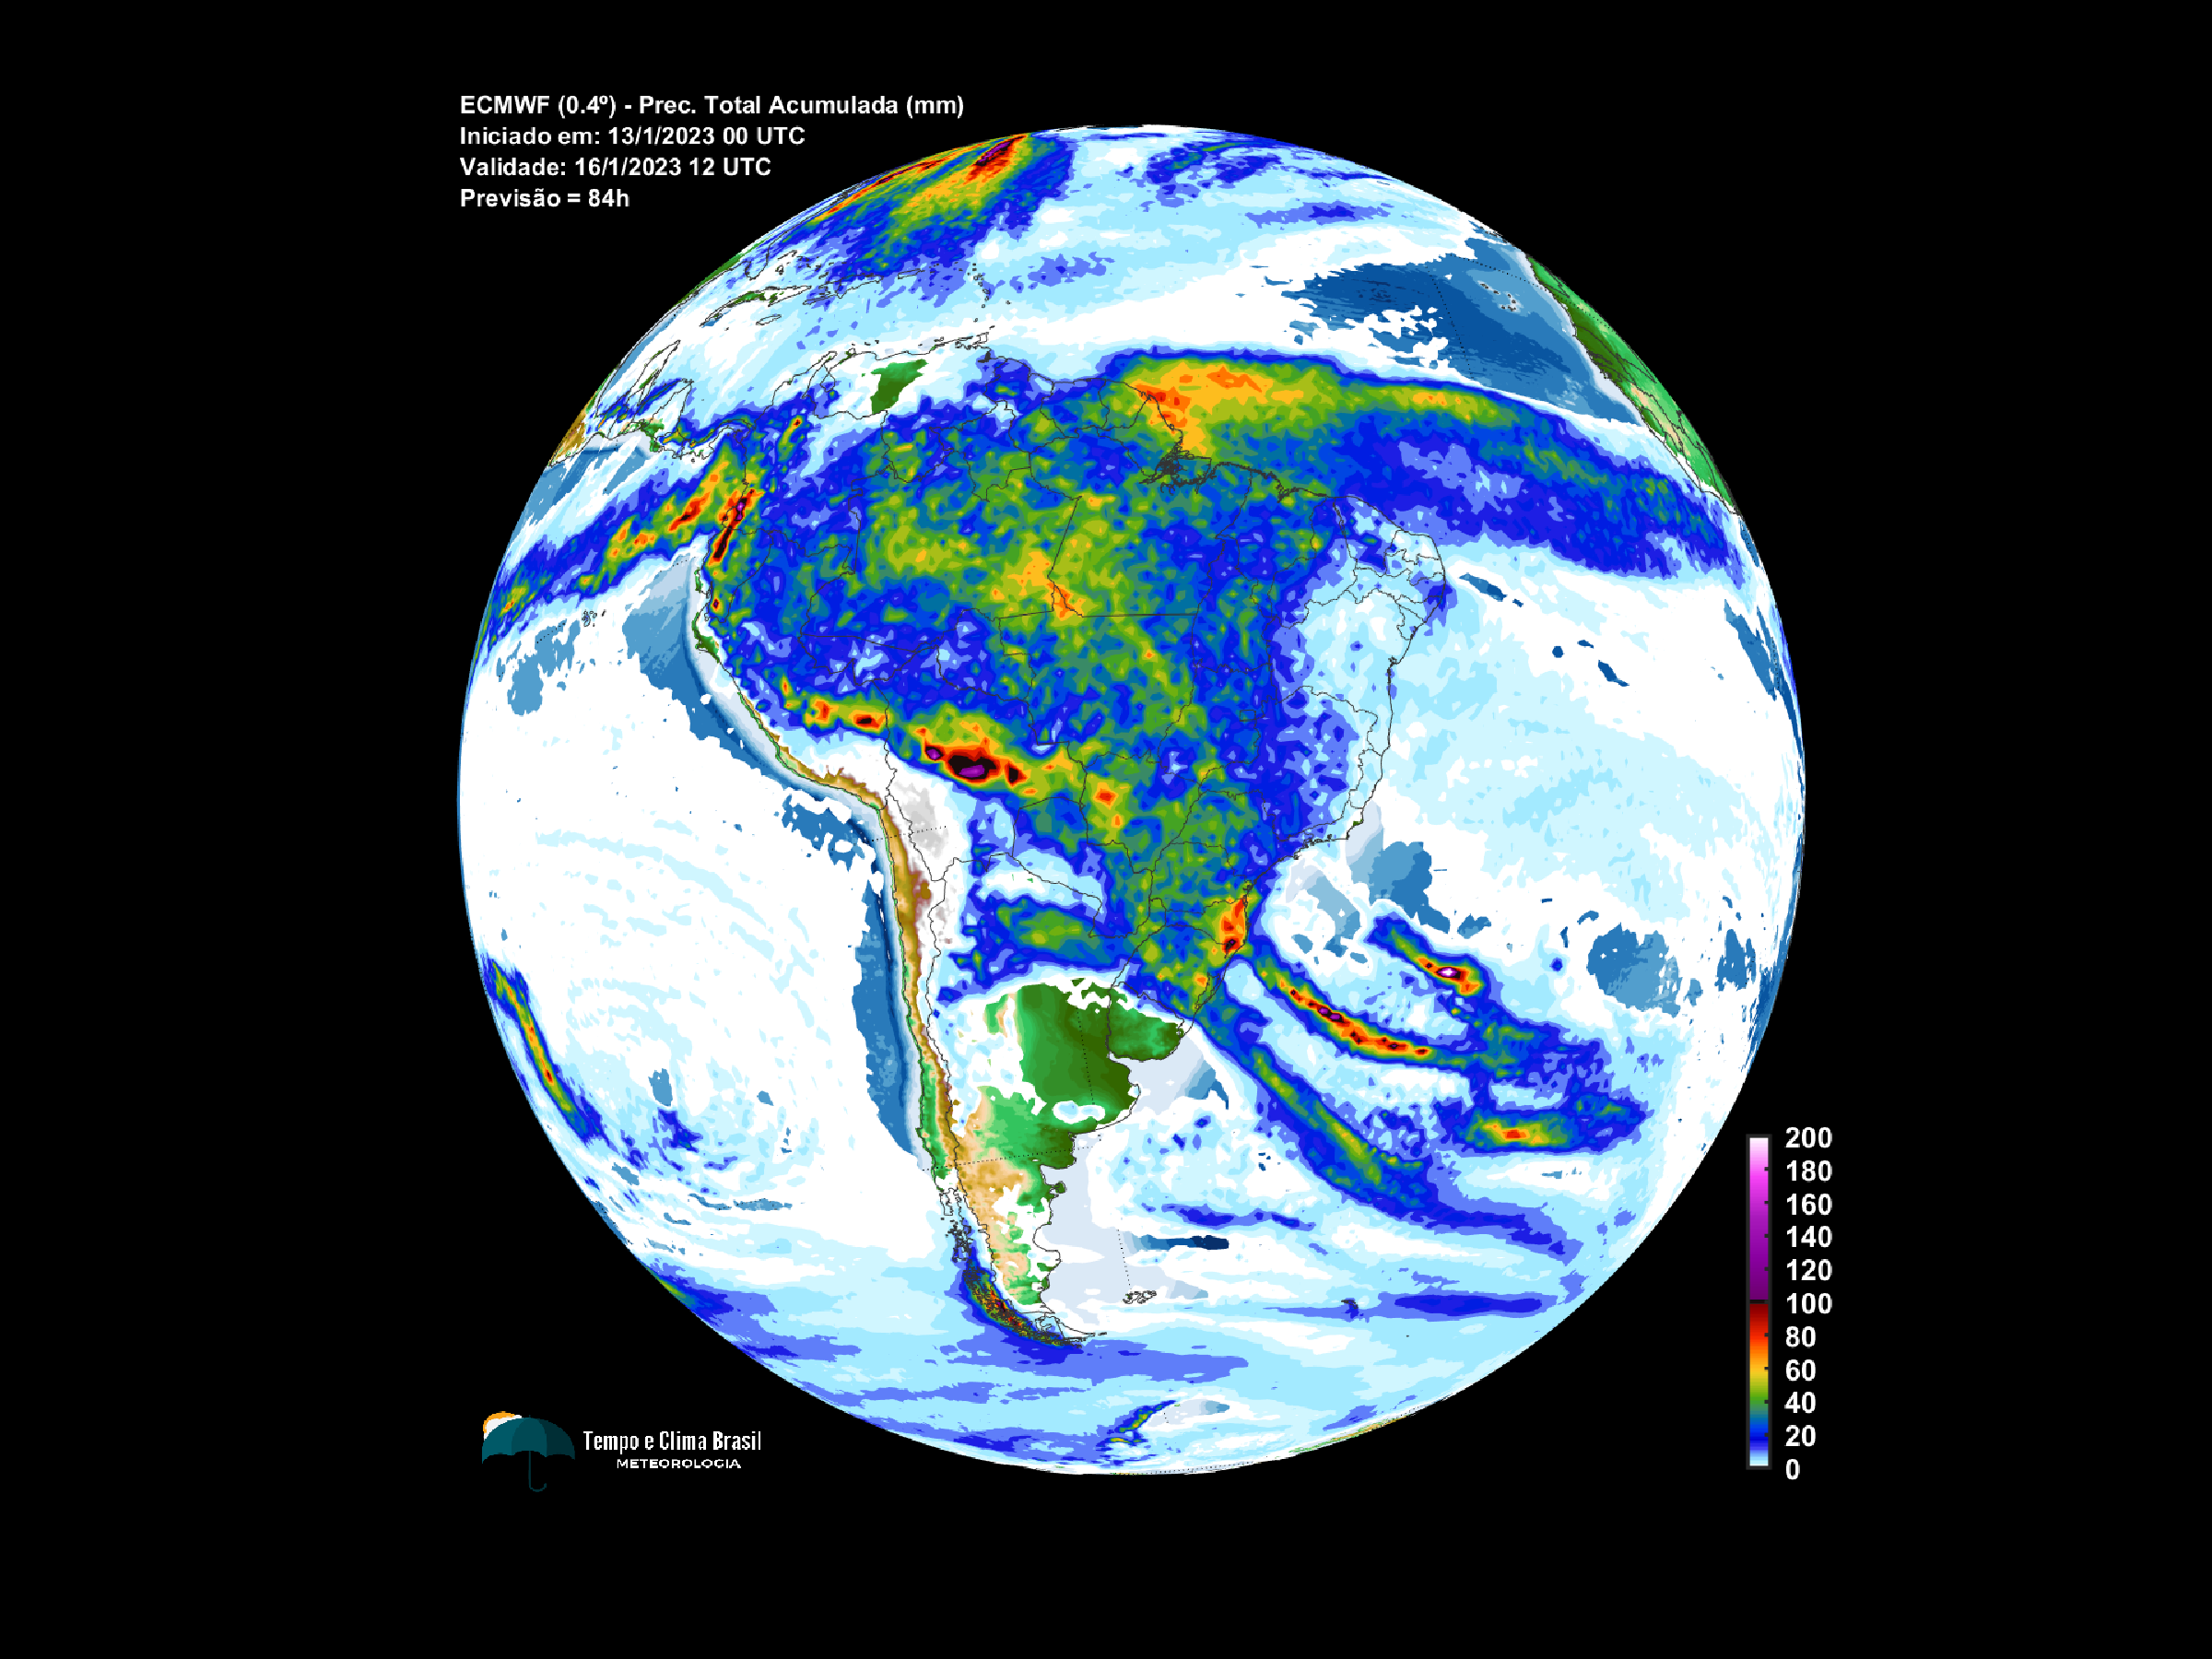 ECMWF (0.4º) - Prec. Total Acumulada (mm)
Iniciado em: 13/1/2023 00 UTC
Validade: 16/1/2023 12 UTC
Previsão = 84h
200
180
160
140
120
100
80
60
40
20
0
Tempo e Clima Brasil
METEOROLOGIA